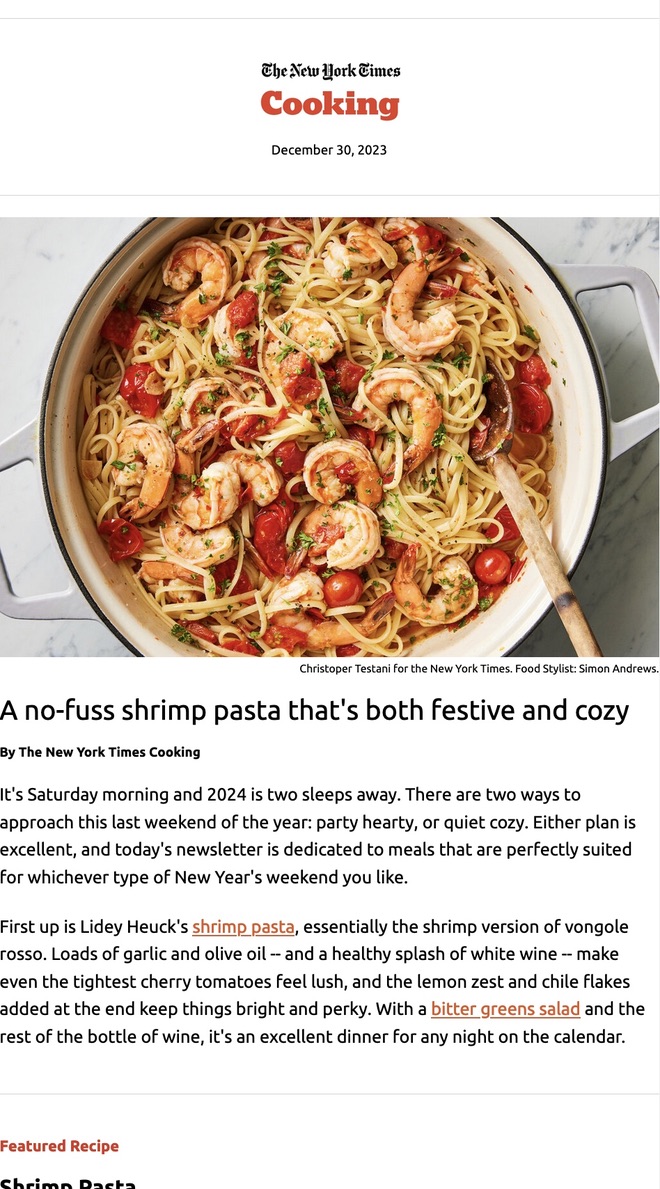 The New York Times
Cooking
December 30, 2023
Christoper Testani for the New York Times. Food Stylist: Simon Andrews.
A no-fuss shrimp pasta that's both festive and cozy
By The New York Times Cooking
It's Saturday morning and 2024 is two sleeps away. There are two ways to
approach this last weekend of the year: party hearty, or quiet cozy. Either plan is
excellent, and today's newsletter is dedicated to meals that are perfectly suited
for whichever type of New Year's weekend you like.
First up is Lidey Heuck's shrimp pasta, essentially the shrimp version of vongole
rosso. Loads of garlic and olive oil -- and a healthy splash of white wine -- make
even the tightest cherry tomatoes feel lush, and the lemon zest and chile flakes
added at the end keep things bright and perky. With a bitter greens salad and the
rest of the bottle of wine, it's an excellent dinner for any night on the calendar.
Featured Recipe
Shrimp Pasta